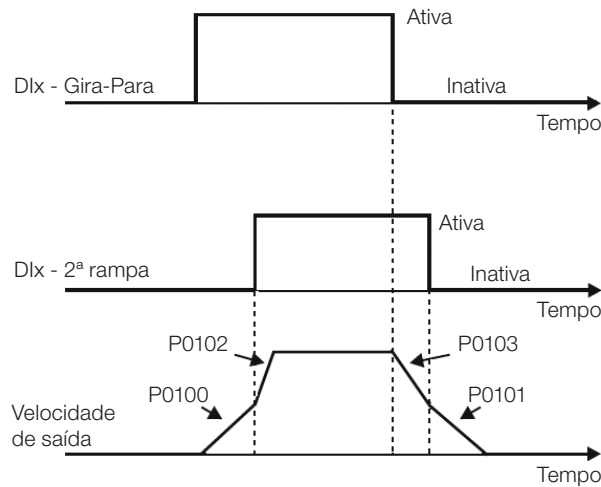 Ativa
DIx - Gira-Para
Inativa
Tempo
Ativa
DIx - 2ª rampa
Inativa
Tempo
P0102
P0103
P0100
P0101
Velocidade
de saída
Tempo